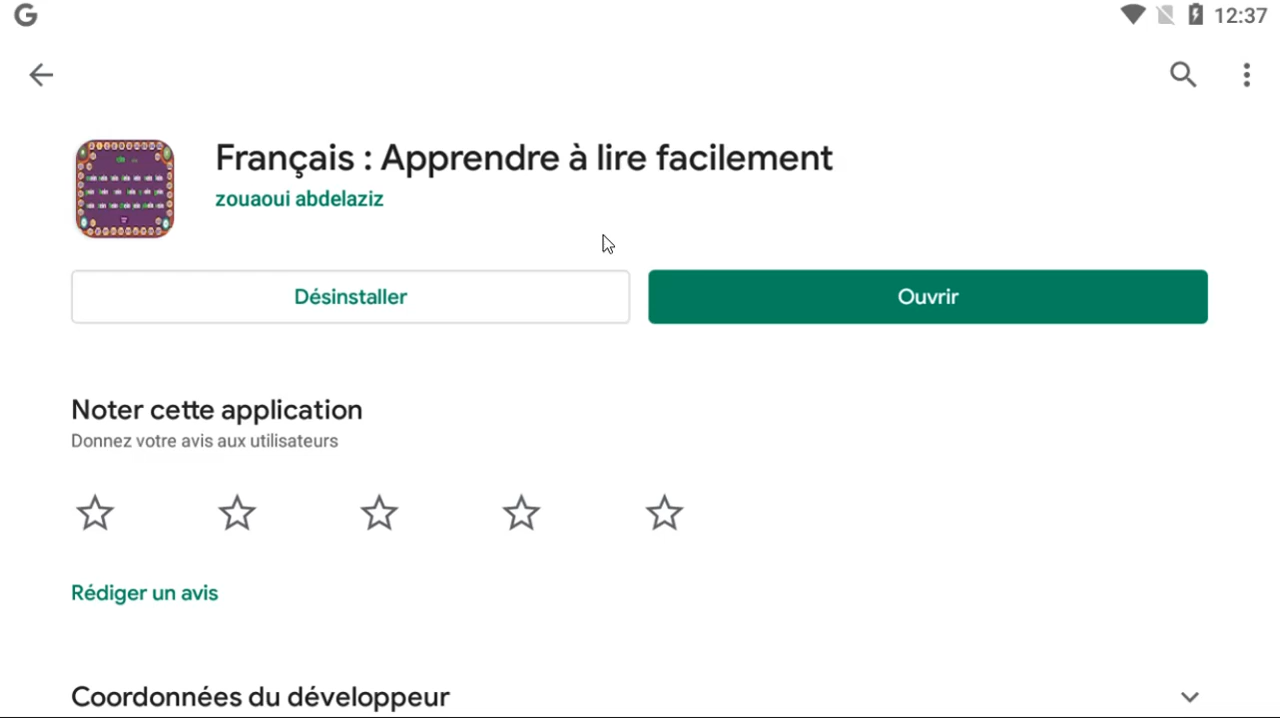 12:37
Français : Apprendre à lire facilement
zouaoui abdelaziz
Désinstaller
Ouvrir
Noter cette application
Donnez votre avis aux utilisateurs
Rédiger un avis
Coordonnées du développeur